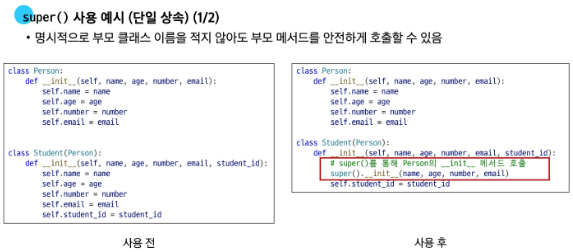 super() 사용 예시 (단일 상속) (1/2)
• 명시적으로 부모 클래스 이름을 적지 않아도 부모 메서드를 안전하게 호출할 수 있음
class Person:
    def __init__(self, name, age, number, email):
        self.name = name
        self.age = age
        self.number = number
        self.email = email
class Student(Person):
    def __init__(self, name, age, number, email, student_id):
        self.name = name
        self.age = age
        self.number = number
        self.email = email
        self.student_id = student_id
사용 전
class Person:
    def __init__(self, name, age, number, email):
        self.name = name
        self.age = age
        self.number = number
        self.email = email
class Student(Person):
    def __init__(self, name, age, number, email, student_id):
        # super()를 통해 Person의 __init__ 메서드 호출
        super().__init__(name, age, number, email)
        self.student_id = student_id
사용 후